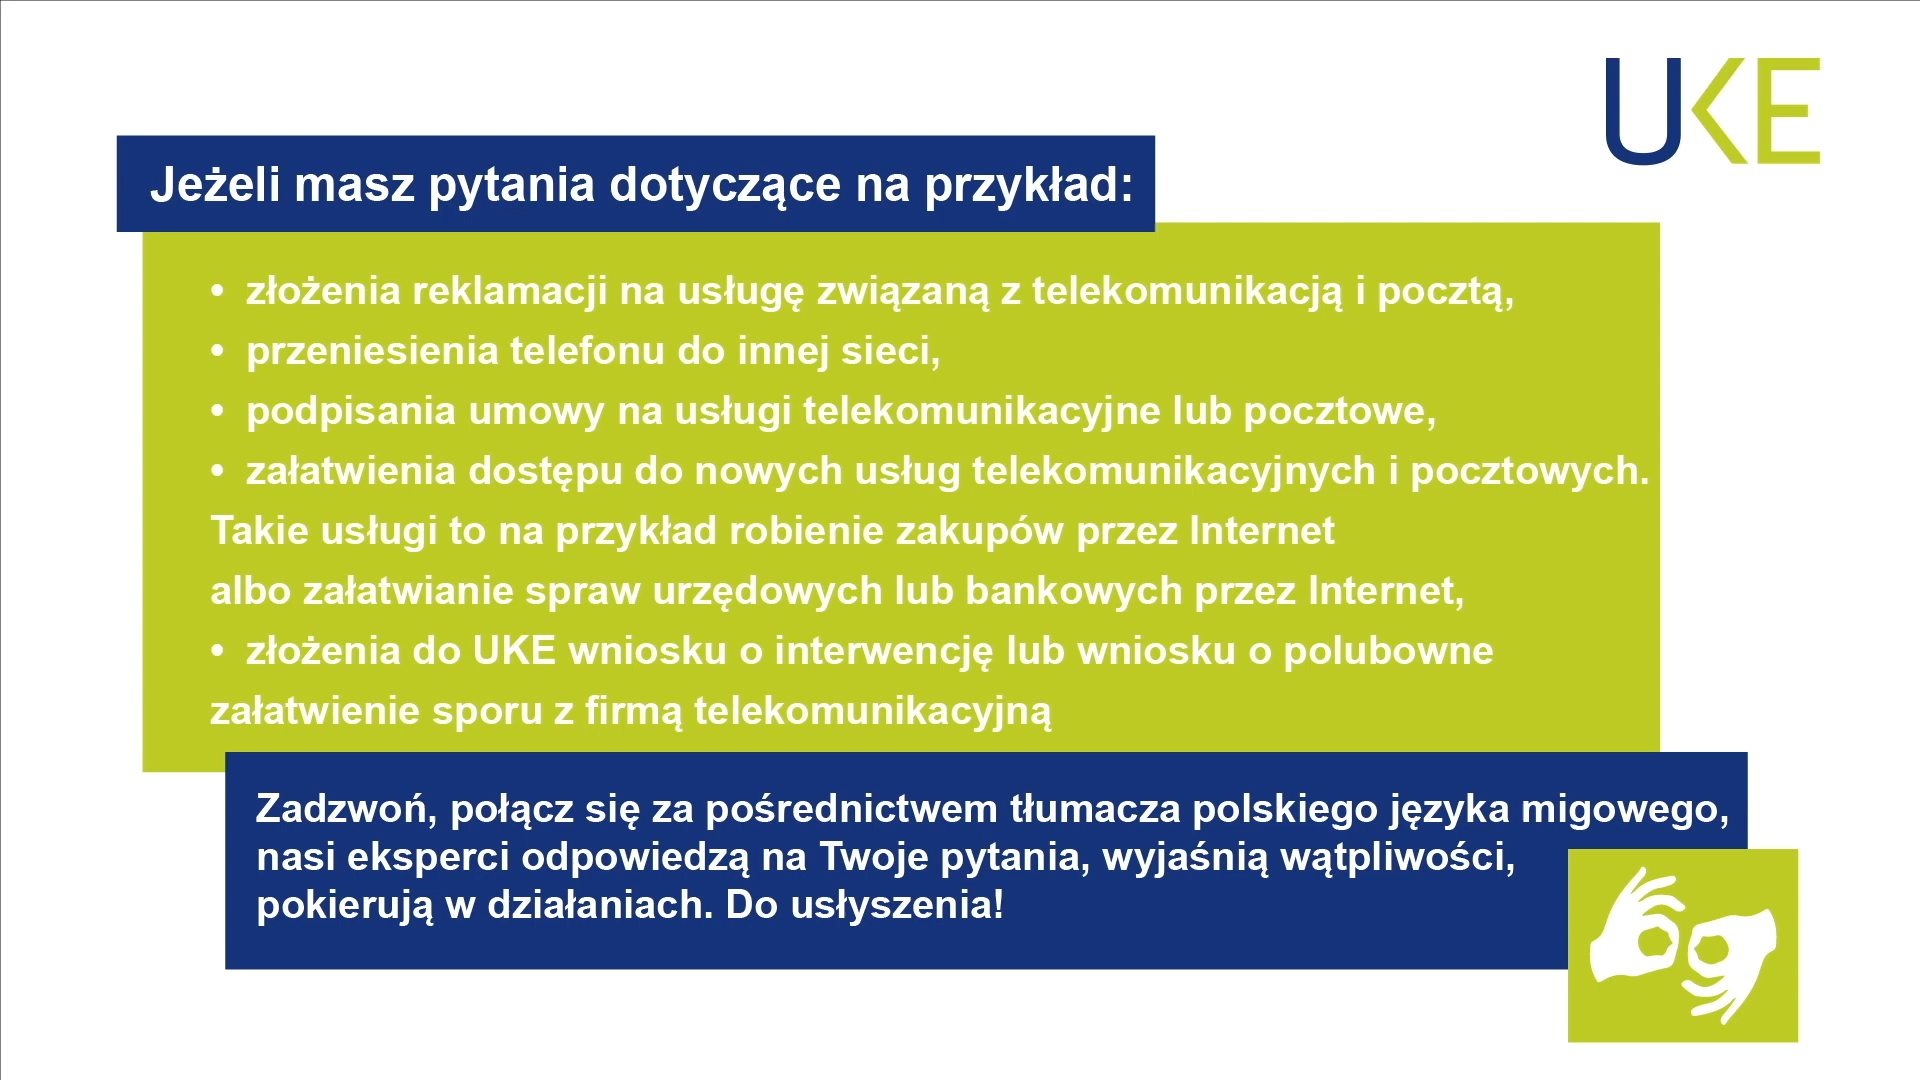 UKE
Jeżeli masz pytania dotyczące na przykład:
• złożenia reklamacji na usługę związaną z telekomunikacją i pocztą,
• przeniesienia telefonu do innej sieci,
• podpisania umowy na usługi telekomunikacyjne lub pocztowe,
• załatwienia dostępu do nowych usług telekomunikacyjnych i pocztowych.
Takie usługi to na przykład robienie zakupów przez Internet
albo załatwianie spraw urzędowych lub bankowych przez Internet,
• złożenia do UKE wniosku o interwencję lub wniosku o polubowne
załatwienie sporu z firmą telekomunikacyjną
Zadzwoń, połącz się za pośrednictwem tłumacza polskiego języka migowego,
nasi eksperci odpowiedzą na Twoje pytania, wyjaśnią wątpliwości,
pokierują w działaniach. Do usłyszenia!